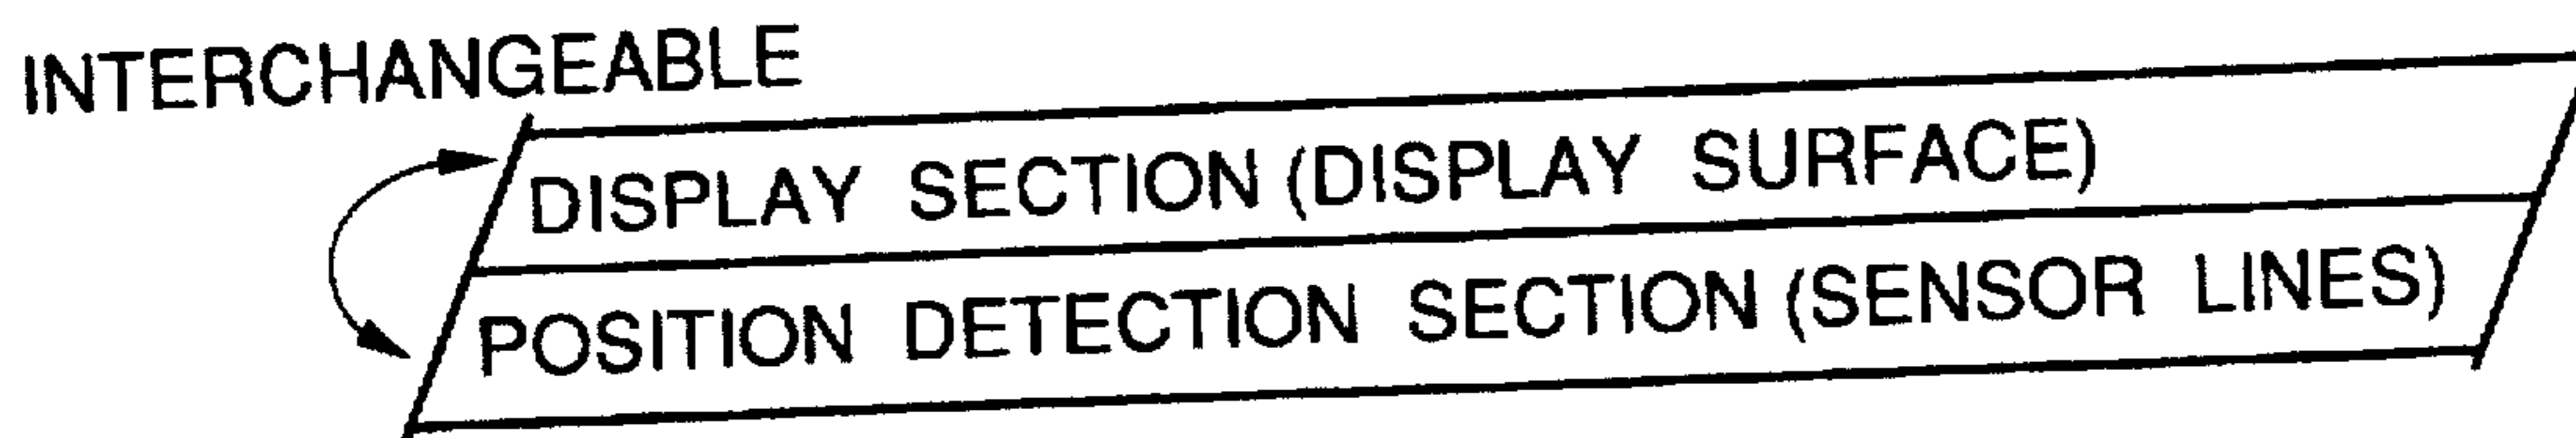 INTERCHANGEABLE
DISPLAY SECTION (DISPLAY SURFACE)
POSITION DETECTION SECTION (SENSOR LINES)